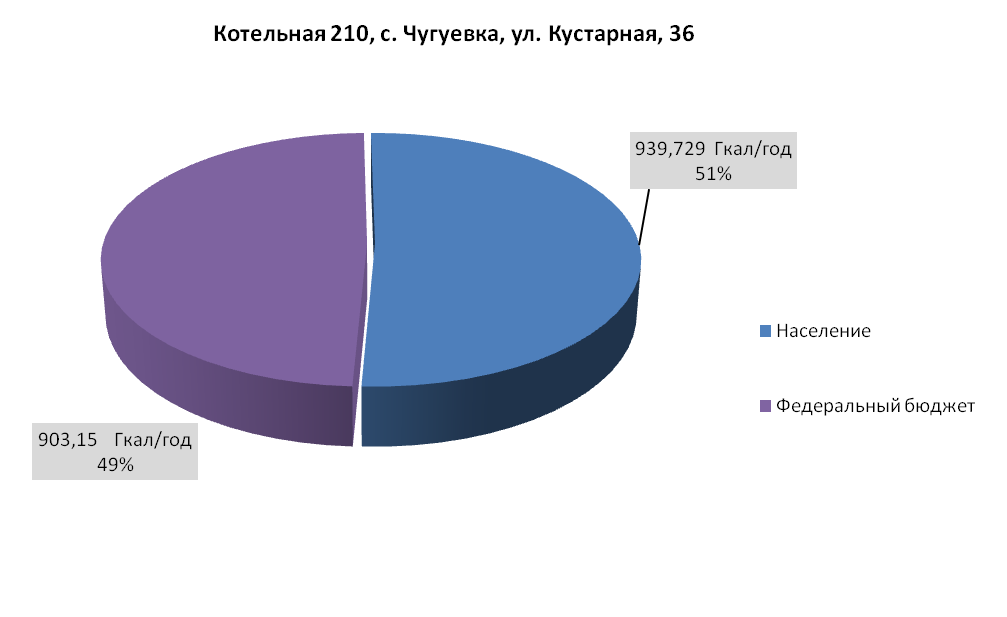 Котельная 210, с. Чугуевка, ул. Кустарная, 36
939,729 Гкал/год
51%
Население
Федеральный бюджет
903,15 Гкал/год
49%